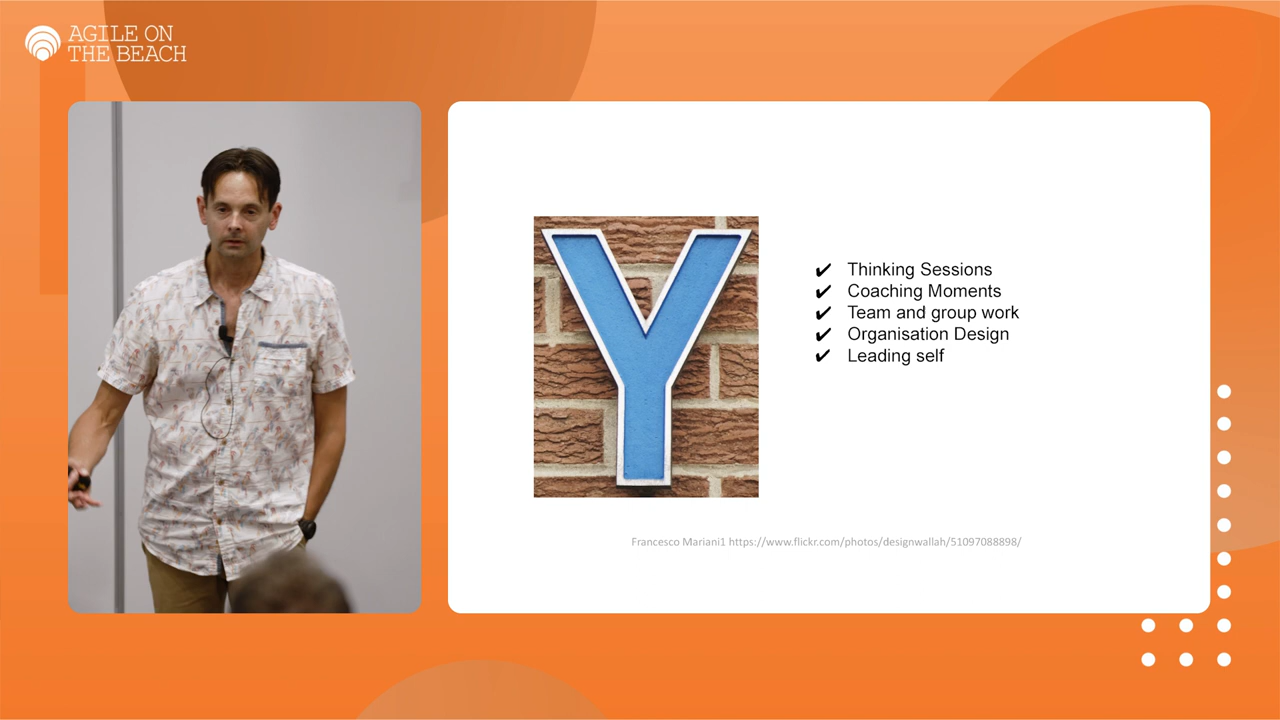 AGILE ON
THE BEACH
Y
✔ Thinking Sessions
✔ Coaching Moments
✔ Team and group work
✔ Organisation Design
✔ Leading self
Francesco Mariani1 https://www.flickr.com/photos/designwallah/51097088898/